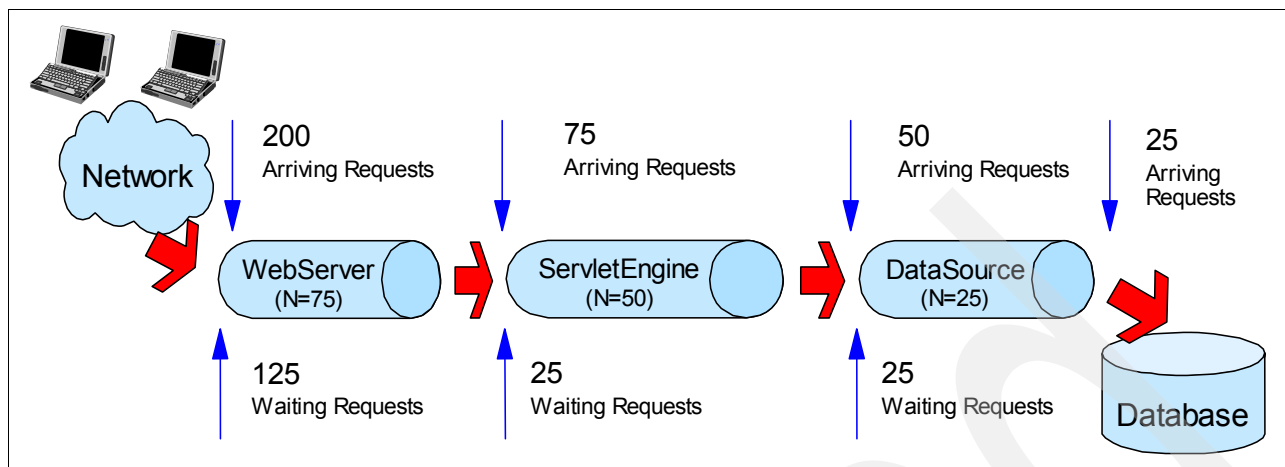 200
Arriving Requests
75
Arriving Requests
50
Arriving Requests
25
Arriving
Requests
Network
WebServer
(N=75)
ServletEngine
(N=50)
DataSource
(N=25)
125
Waiting Requests
25
Waiting Requests
25
Waiting Requests
Database